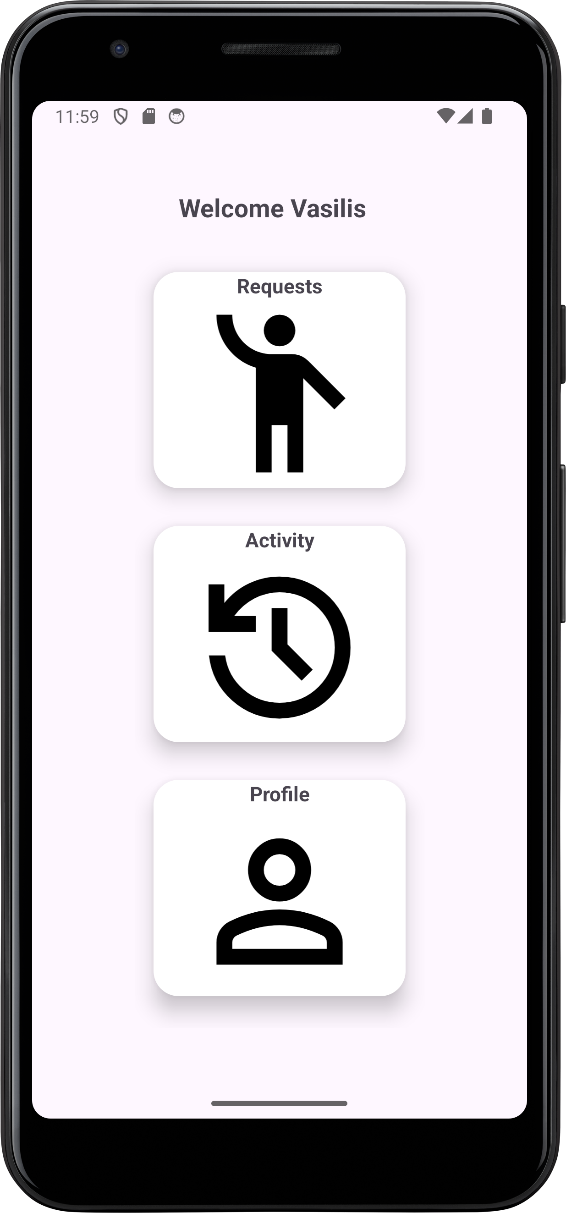 11:59
Welcome Vasilis
Requests
Activity
Profile